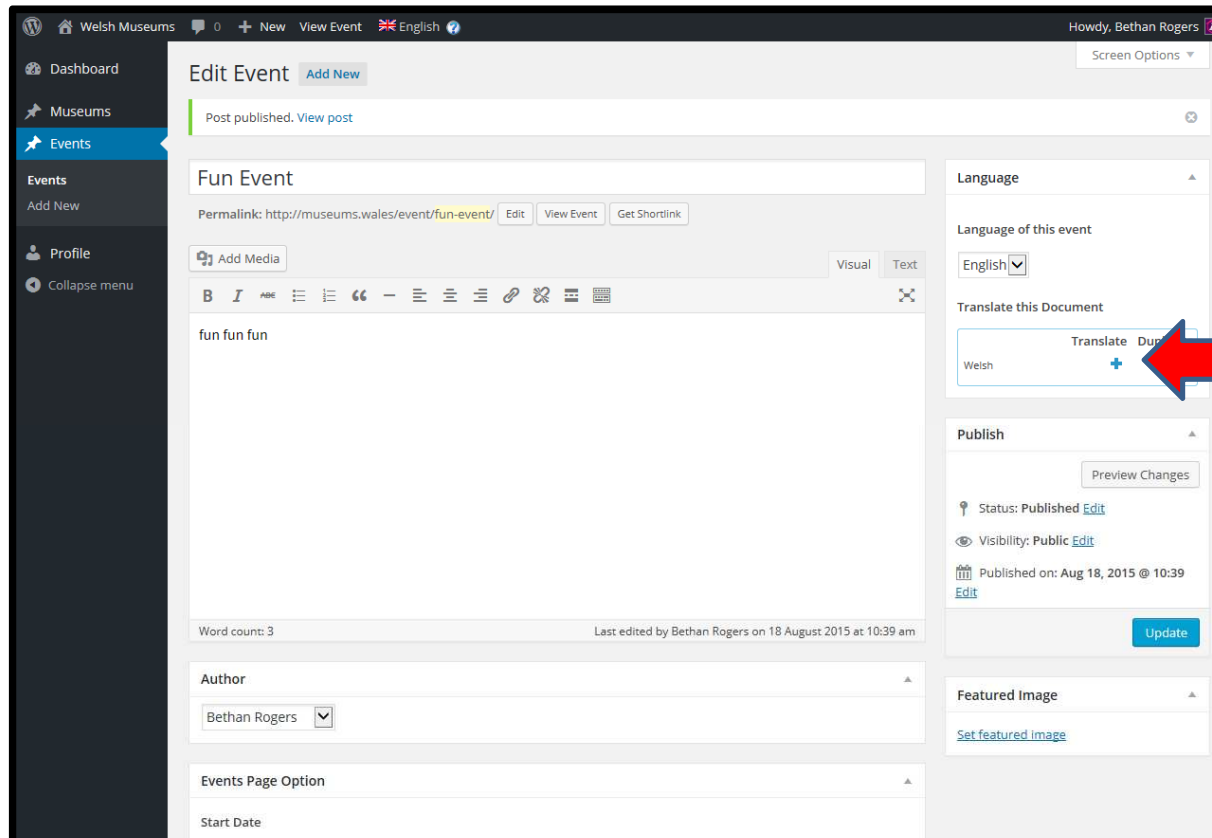 Welsh Museums 0 New View Event English Howdy, Bethan Rogers
Screen Options
Dashboard
Museums
Events
Events
Add New
Profile
Collapse menu
Edit Event Add New
Post published. View post
Fun Event
Permalink: http://museums.wales/event/fun-event/ Edit View Event Get Shortlink
Add Media Visual Text
B I ABE
fun fun fun
Word count: 3 Last edited by Bethan Rogers on 18 August 2015 at 10:39 am
Author
Bethan Rogers
Events Page Option
Start Date
Language
Language of this event
English
Translate this Document
Translate
Welsh
Publish
Preview Changes
Status: Published Edit
Visibility: Public Edit
Published on: Aug 18, 2015 @ 10:39
Edit
Update
Featured Image
Set featured image